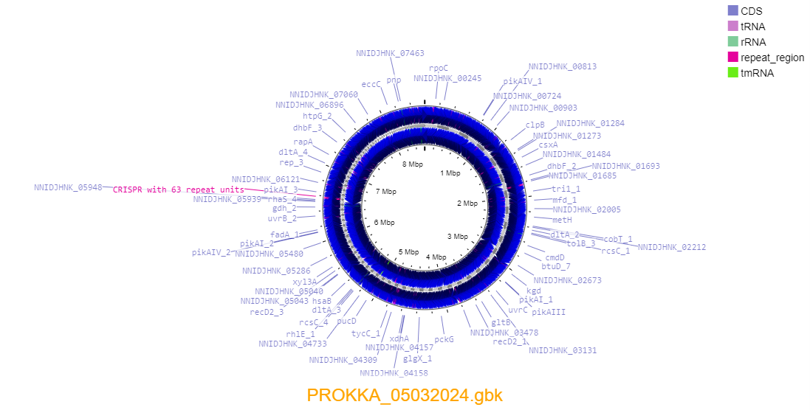 CDS
tRNA
rRNA
repeat_region
tmRNA
NNIDJHNK_07463
rpoC
pnp
NNIDJHNK_00245
NNIDJHNK_00813
pikAIV_1
eccC
NNIDJHNK_07060
NNIDJHNK_00724
NNIDJHNK_06896
NNIDJHNK_00903
htpG_2
clpB
NNIDJHNK_01284
dhbF_3
NNIDJHNK_01273
rapA
csxA
dltA_4
NNIDJHNK_01484
rep_3
dhbF_2
NNIDJHNK_01693
NNIDJHNK_01685
NNIDJHNK_06121
NNIDJHNK_05948
CRISPR with 63 repeat_units
pikAI_3
tri1_1
NNIDJHNK_05939
rhaS_4
mfd_1
gdh_2
NNIDJHNK_02005
uvrB_2
metH
fadA_1
dltA_2
cobT_1
pikAI_2
tolB_3
NNIDJHNK_02212
pikAIV_2
NNIDJHNK_05480
rcsC_1
cmdD
btuD_7
NNIDJHNK_05286
NNIDJHNK_02673
xylJA
NNIDJHNK_05040
kgd
NNIDJHNK_05043
hsaB
pikAI_1
recD2_3
dltA_3
uvrC
pikAIII
rcsC_4
pucD
gltB
rhlE_1
tycC_1
xdhA
pckG
NNIDJHNK_03478
NNIDJHNK_04733
NNIDJHNK_04157
recD2_1
NNIDJHNK_04309
glgX_1
NNIDJHNK_03131
NNIDJHNK_04158
8 Mbp
1 Mbp
7 Mbp
2 Mbp
6 Mbp
3 Mbp
5 Mbp
4 Mbp
PROKKA_05032024.gbk